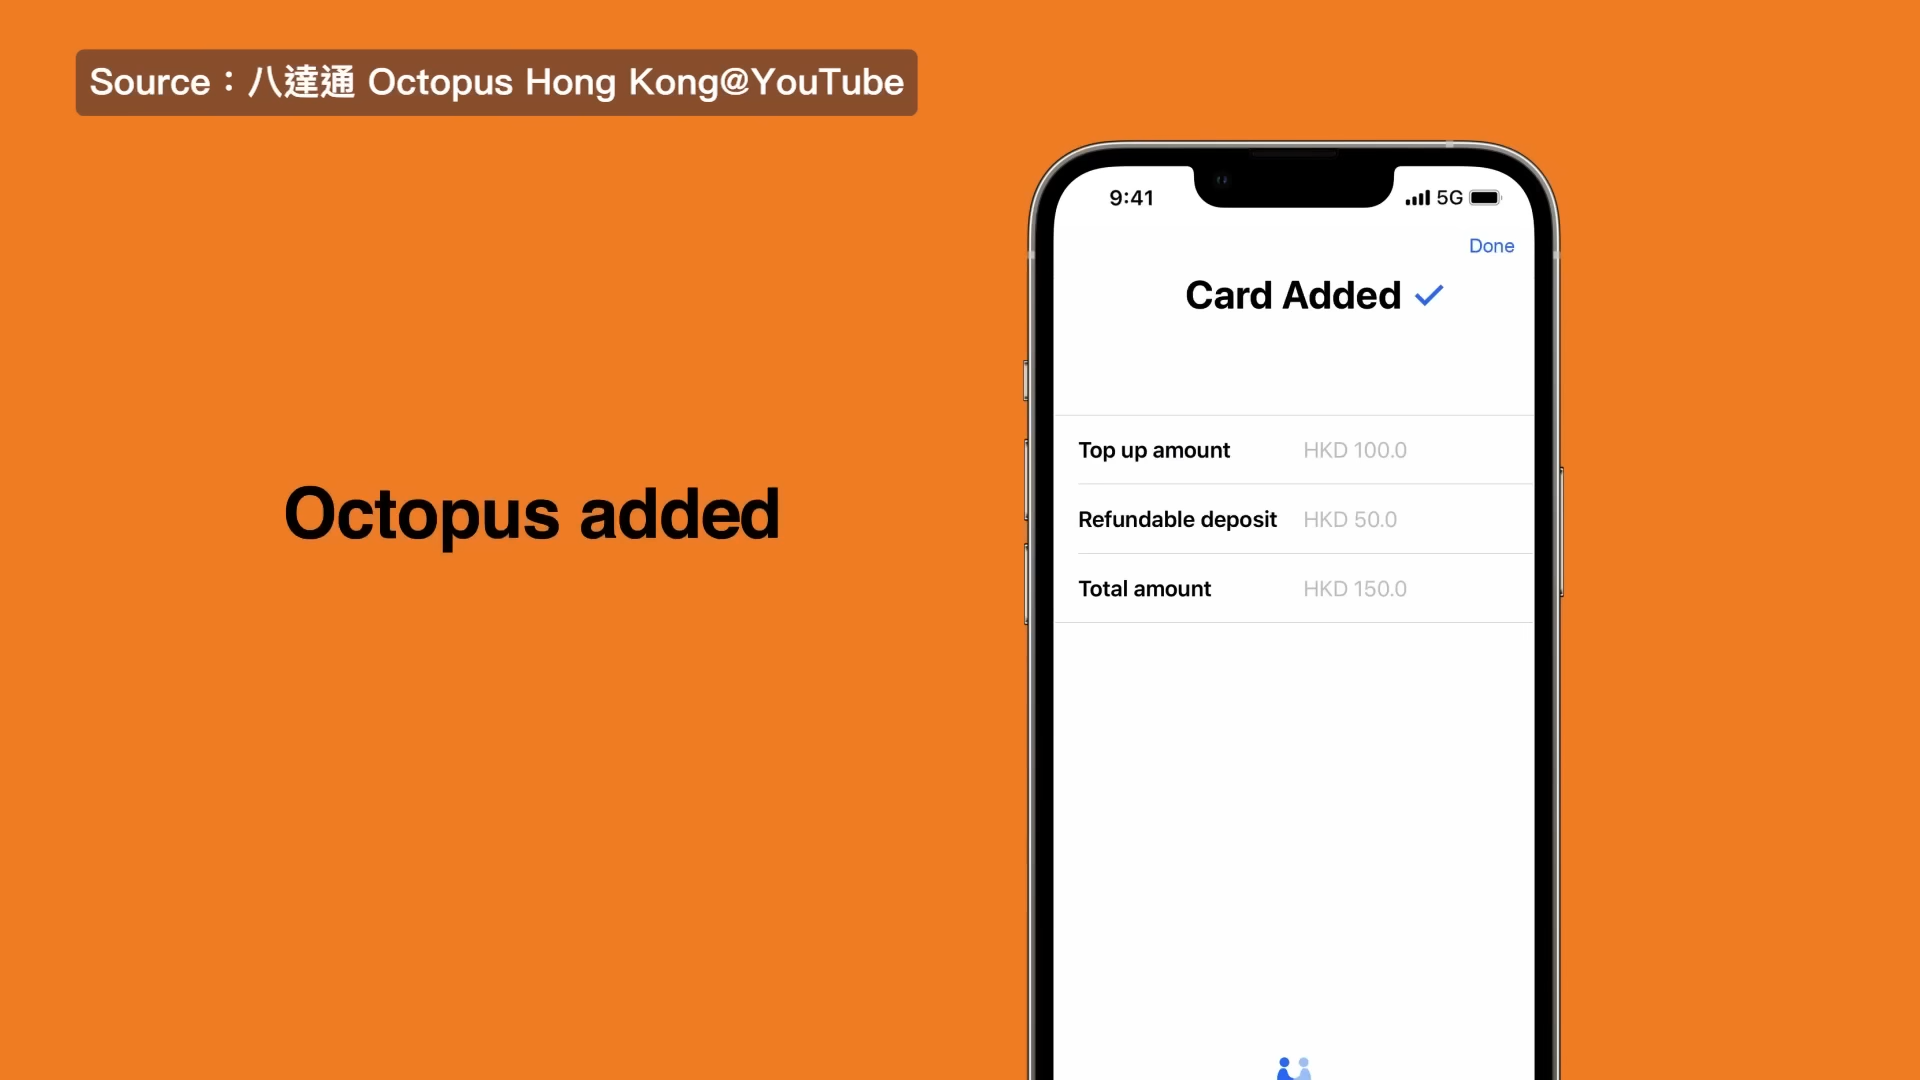 Source：八達通 Octopus Hong Kong@YouTube
9:41
5G
Done
Card Added
Top up amount HKD 100.0
Refundable deposit HKD 50.0
Total amount HKD 150.0
Octopus added